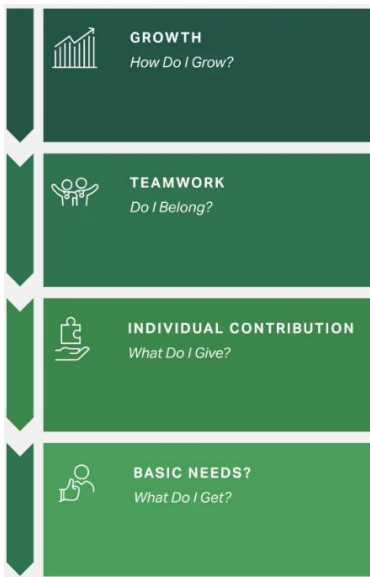 GROWTH
How Do I Grow?
TEAMWORK
Do I Belong?
INDIVIDUAL CONTRIBUTION
What Do I Give?
BASIC NEEDS?
What Do I Get?